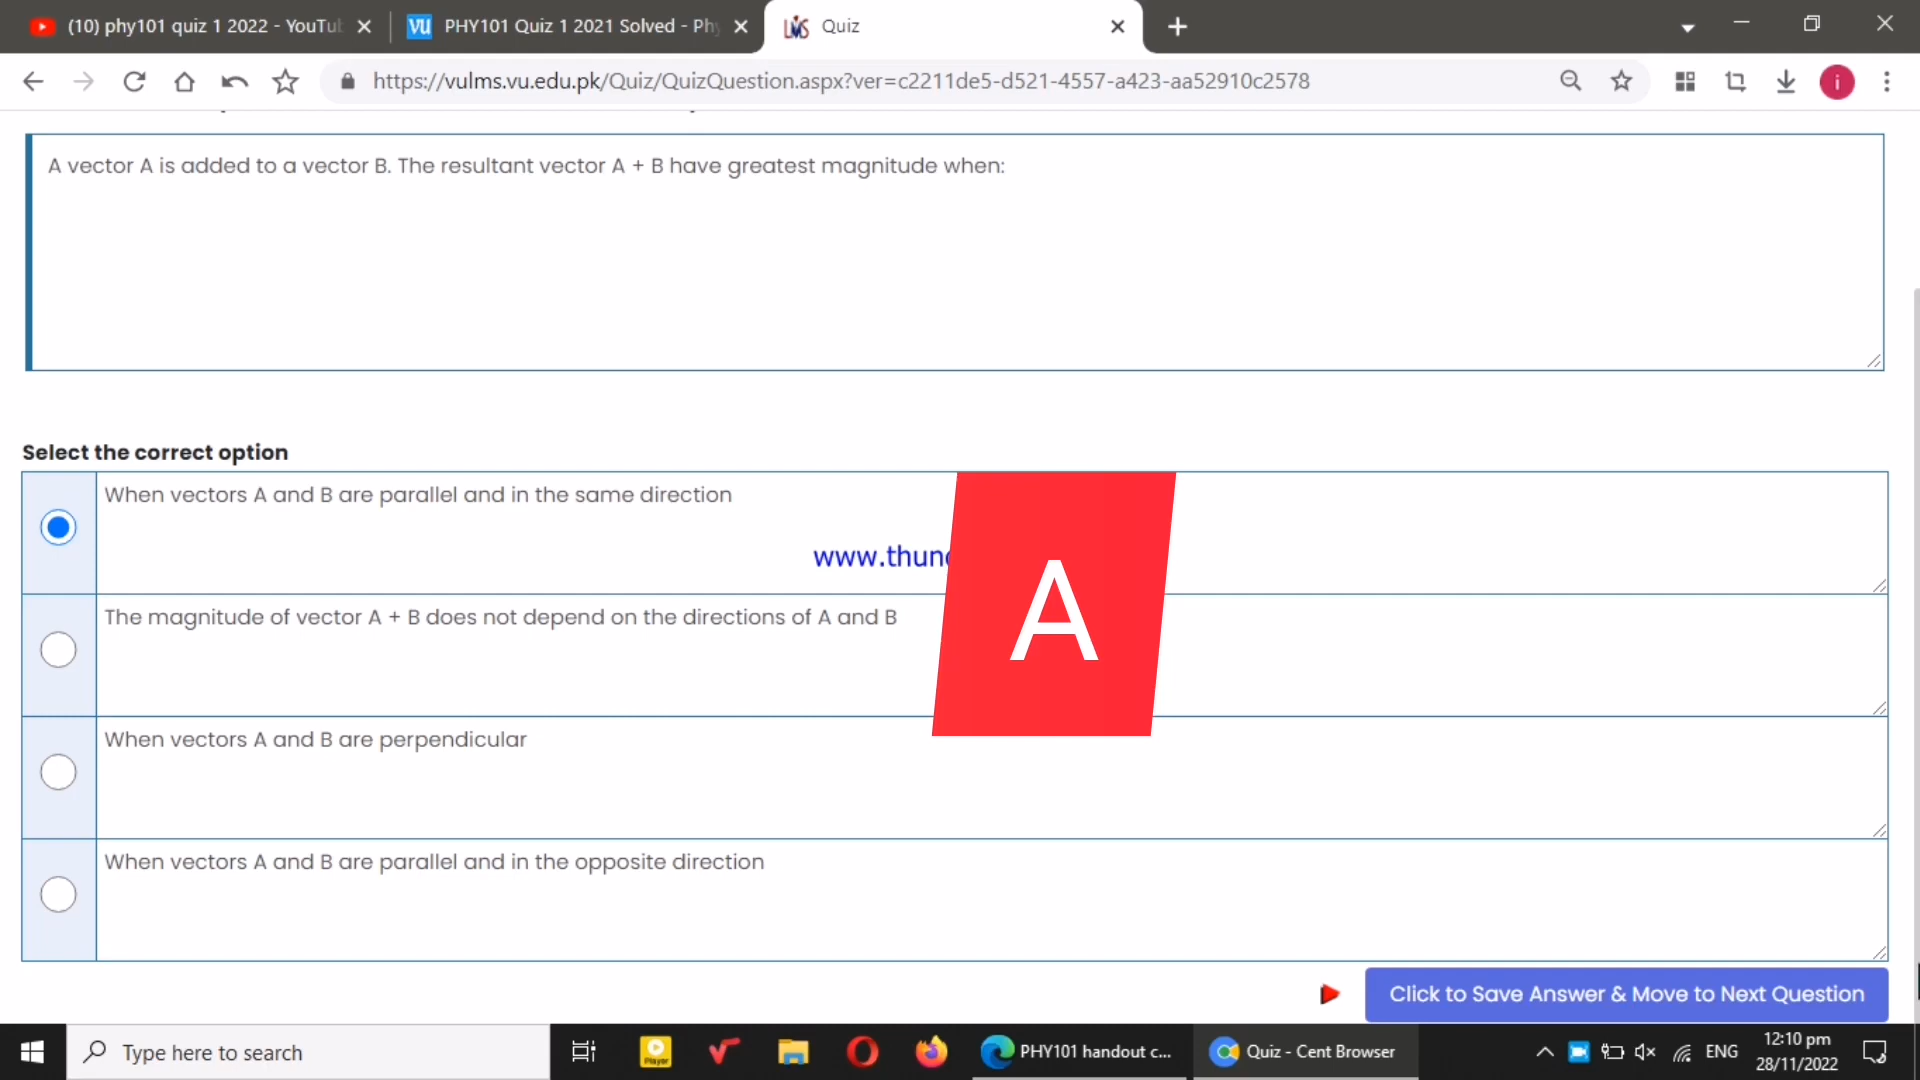 (10) phy101 quiz 1 2022 - YouTu
PHY101 Quiz 1 2021 Solved - Phy
Quiz
https://vulms.vu.edu.pk/Quiz/QuizQuestion.aspx?ver=c2211de5-d521-4557-a423-aa52910c2578
i
A vector A is added to a vector B. The resultant vector A + B have greatest magnitude when:
Select the correct option
When vectors A and B are parallel and in the same direction
www.thun
A
The magnitude of vector A + B does not depend on the directions of A and B
When vectors A and B are perpendicular
When vectors A and B are parallel and in the opposite direction
Click to Save Answer & Move to Next Question
Type here to search
Player
PHY101 handout c...
Quiz - Cent Browser
ENG
12:10 pm
28/11/2022